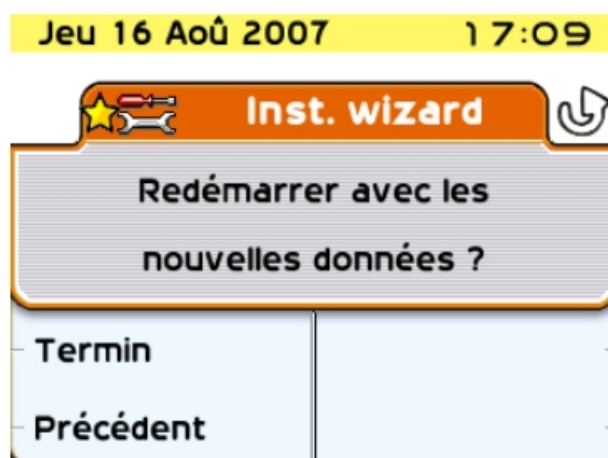 Jeu 16 Aoû 2007 17:09
Inst. wizard
Redémarrer avec les
nouvelles données ?
Termin
Précédent